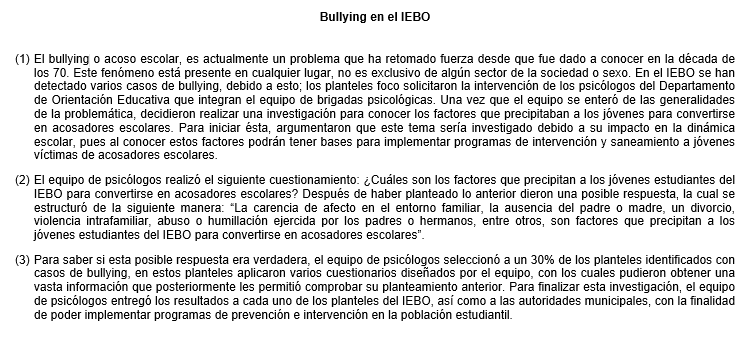 Bullying en el IEBO
(1) El bullying o acoso escolar, es actualmente un problema que ha retomado fuerza desde que fue dado a conocer en la década de
los 70. Este fenómeno está presente en cualquier lugar, no es exclusivo de algún sector de la sociedad o sexo. En el IEBO se han
detectado varios casos de bullying, debido a esto; los planteles foco solicitaron la intervención de los psicólogos del Departamento
de Orientación Educativa que integran el equipo de brigadas psicológicas. Una vez que el equipo se enteró de las generalidades
de la problemática, decidieron realizar una investigación para conocer los factores que precipitaban a los jóvenes para convertirse
en acosadores escolares. Para iniciar ésta, argumentaron que este tema sería investigado debido a su impacto en la dinámica
escolar, pues al conocer estos factores podrán tener bases para implementar programas de intervención y saneamiento a jóvenes
víctimas de acosadores escolares.
(2) El equipo de psicólogos realizó el siguiente cuestionamiento: ¿Cuáles son los factores que precipitan a los jóvenes estudiantes del
IEBO para convertirse en acosadores escolares? Después de haber planteado lo anterior dieron una posible respuesta, la cual se
estructuró de la siguiente manera: “La carencia de afecto en el entorno familiar, la ausencia del padre o madre, un divorcio,
violencia intrafamiliar, abuso o humillación ejercida por los padres o hermanos, entre otros, son factores que precipitan a los
jóvenes estudiantes del IEBO para convertirse en acosadores escolares”.
(3) Para saber si esta posible respuesta era verdadera, el equipo de psicólogos seleccionó a un 30% de los planteles identificados con
casos de bullying, en estos planteles aplicaron varios cuestionarios diseñados por el equipo, con los cuales pudieron obtener una
vasta información que posteriormente les permitió comprobar su planteamiento anterior. Para finalizar esta investigación, el equipo
de psicólogos entregó los resultados a cada uno de los planteles del IEBO, así como a las autoridades municipales, con la finalidad
de poder implementar programas de prevención e intervención en la población estudiantil.